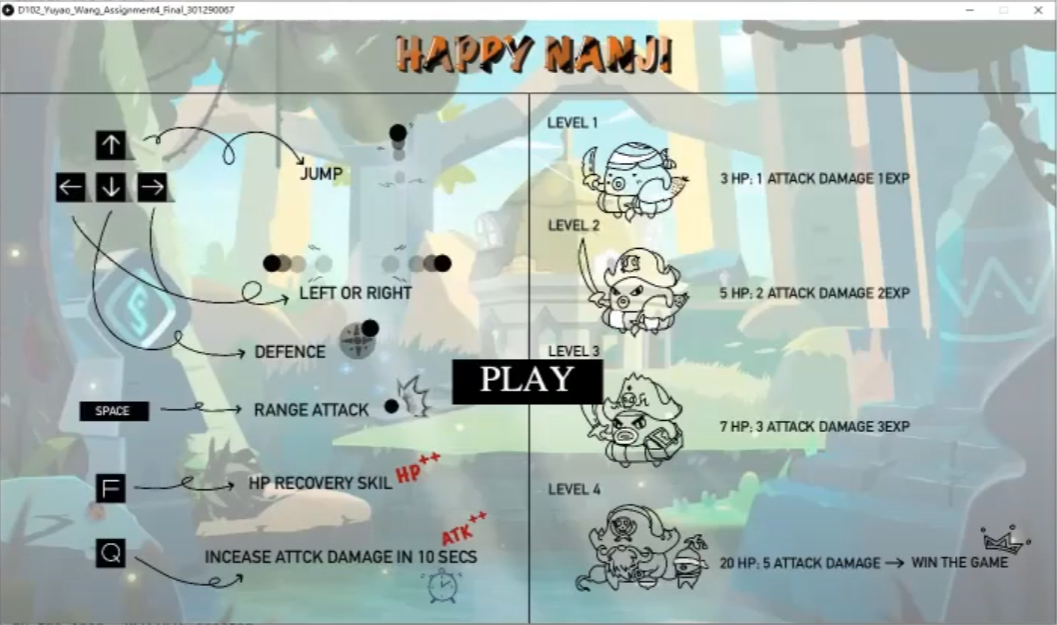 D102_Yuyao_Wang_Assignment4_Final_301290067
HAPPY NANJI
JUMP
LEFT OR RIGHT
DEFENCE
SPACE
RANGE ATTACK
F
HP RECOVERY SKIL HP++
ATK++
Q
INCEASE ATTCK DAMAGE IN 10 SECS
PLAY
LEVEL 1
3 HP: 1 ATTACK DAMAGE 1EXP
LEVEL 2
5 HP: 2 ATTACK DAMAGE 2EXP
LEVEL 3
7 HP: 3 ATTACK DAMAGE 3EXP
LEVEL 4
20 HP: 5 ATTACK DAMAGE → WIN THE GAME